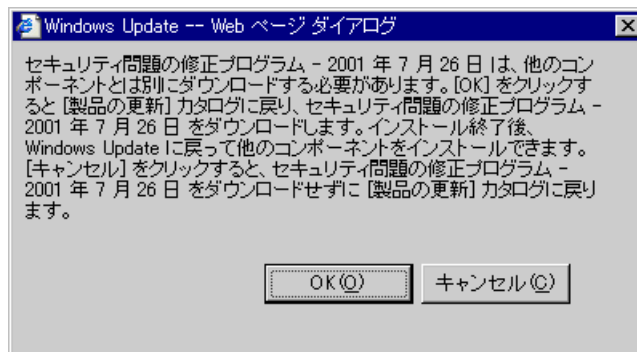 Windows Update -- Web ページ ダイアログ
セキュリティ問題の修正プログラム - 2001 年 7 月 26 日 は、他のコン
ポーネントとは別にダウンロードする必要があります。[OK] をクリックす
ると [製品の更新] カタログに戻り、セキュリティ問題の修正プログラム -
2001 年 7 月 26 日 をダウンロードします。インストール終了後、
Windows Update に戻って他のコンポーネントをインストールできます。
[キャンセル] をクリックすると、セキュリティ問題の修正プログラム -
2001 年 7 月 26 日 をダウンロードせずに [製品の更新] カタログに戻り
ます。
OK(O) キャンセル(C)